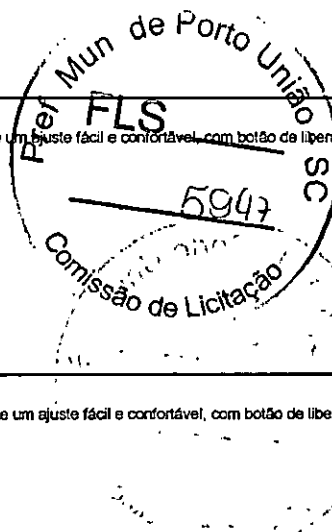 Pref Mun de Porto União SC
FLS
um ajuste fácil e confortável, com botão de liber
5947
Comissão de Licitação
e um ajuste fácil e confortável, com botão de libe